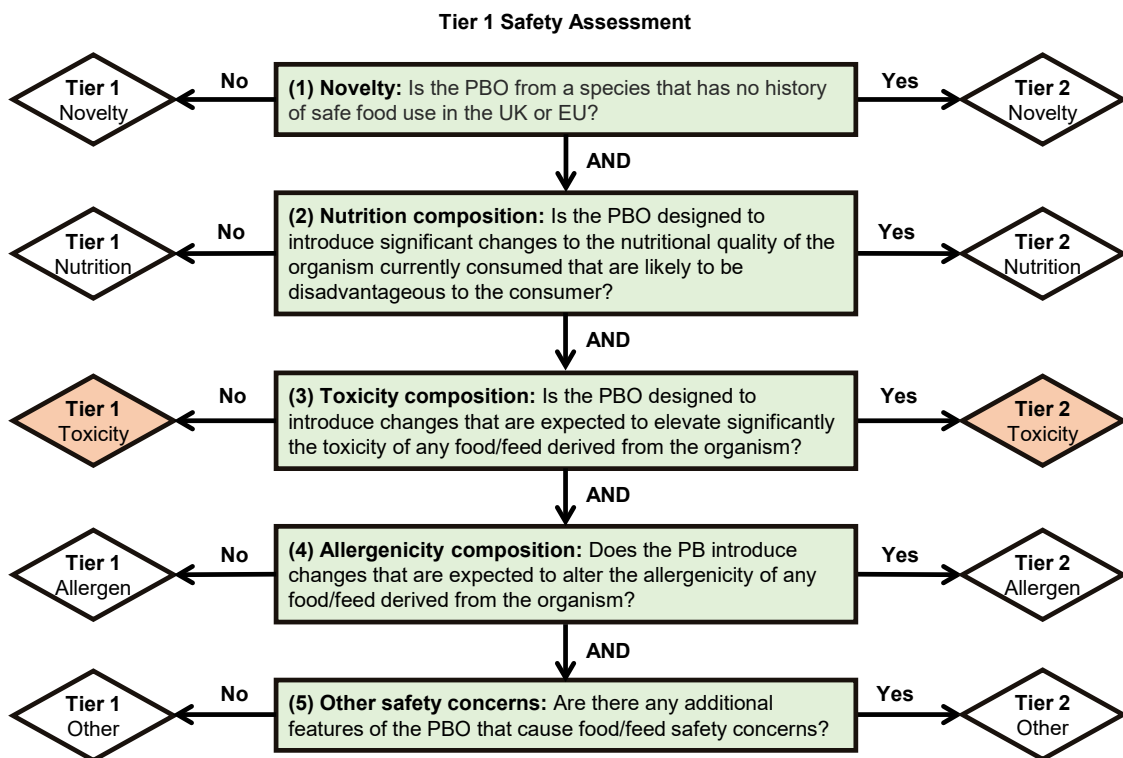 Tier 1 Safety Assessment
Tier 1
Novelty
No
(1) Novelty: Is the PBO from a species that has no history
of safe food use in the UK or EU?
Yes
Tier 2
Novelty
AND
Tier 1
Nutrition
No
(2) Nutrition composition: Is the PBO designed to
introduce significant changes to the nutritional quality of the
organism currently consumed that are likely to be
disadvantageous to the consumer?
Yes
Tier 2
Nutrition
AND
Tier 1
Toxicity
No
(3) Toxicity composition: Is the PBO designed to
introduce changes that are expected to elevate significantly
the toxicity of any food/feed derived from the organism?
Yes
Tier 2
Toxicity
AND
Tier 1
Allergen
No
(4) Allergenicity composition: Does the PB introduce
changes that are expected to alter the allergenicity of any
food/feed derived from the organism?
Yes
Tier 2
Allergen
AND
Tier 1
Other
No
(5) Other safety concerns: Are there any additional
features of the PBO that cause food/feed safety concerns?
Yes
Tier 2
Other